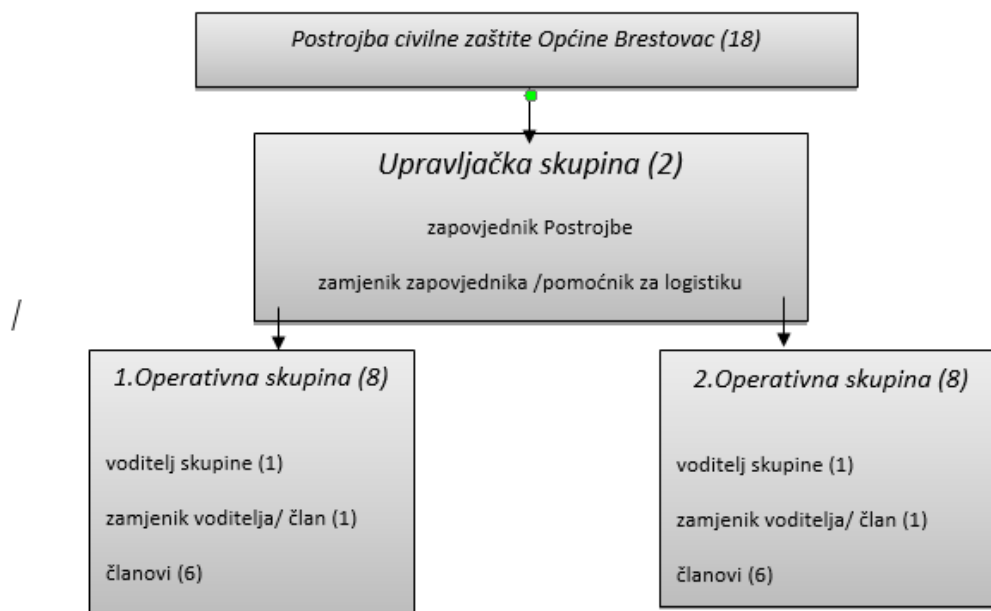 Postrojba civilne zaštite Općine Brestovac (18)
Upravljačka skupina (2)
zapovjednik Postrojbe
zamjenik zapovjednika /pomoćnik za logistiku
/
1.Operativna skupina (8)
voditelj skupine (1)
zamjenik voditelja/ član (1)
članovi (6)
2.Operativna skupina (8)
voditelj skupine (1)
zamjenik voditelja/ član (1)
članovi (6)